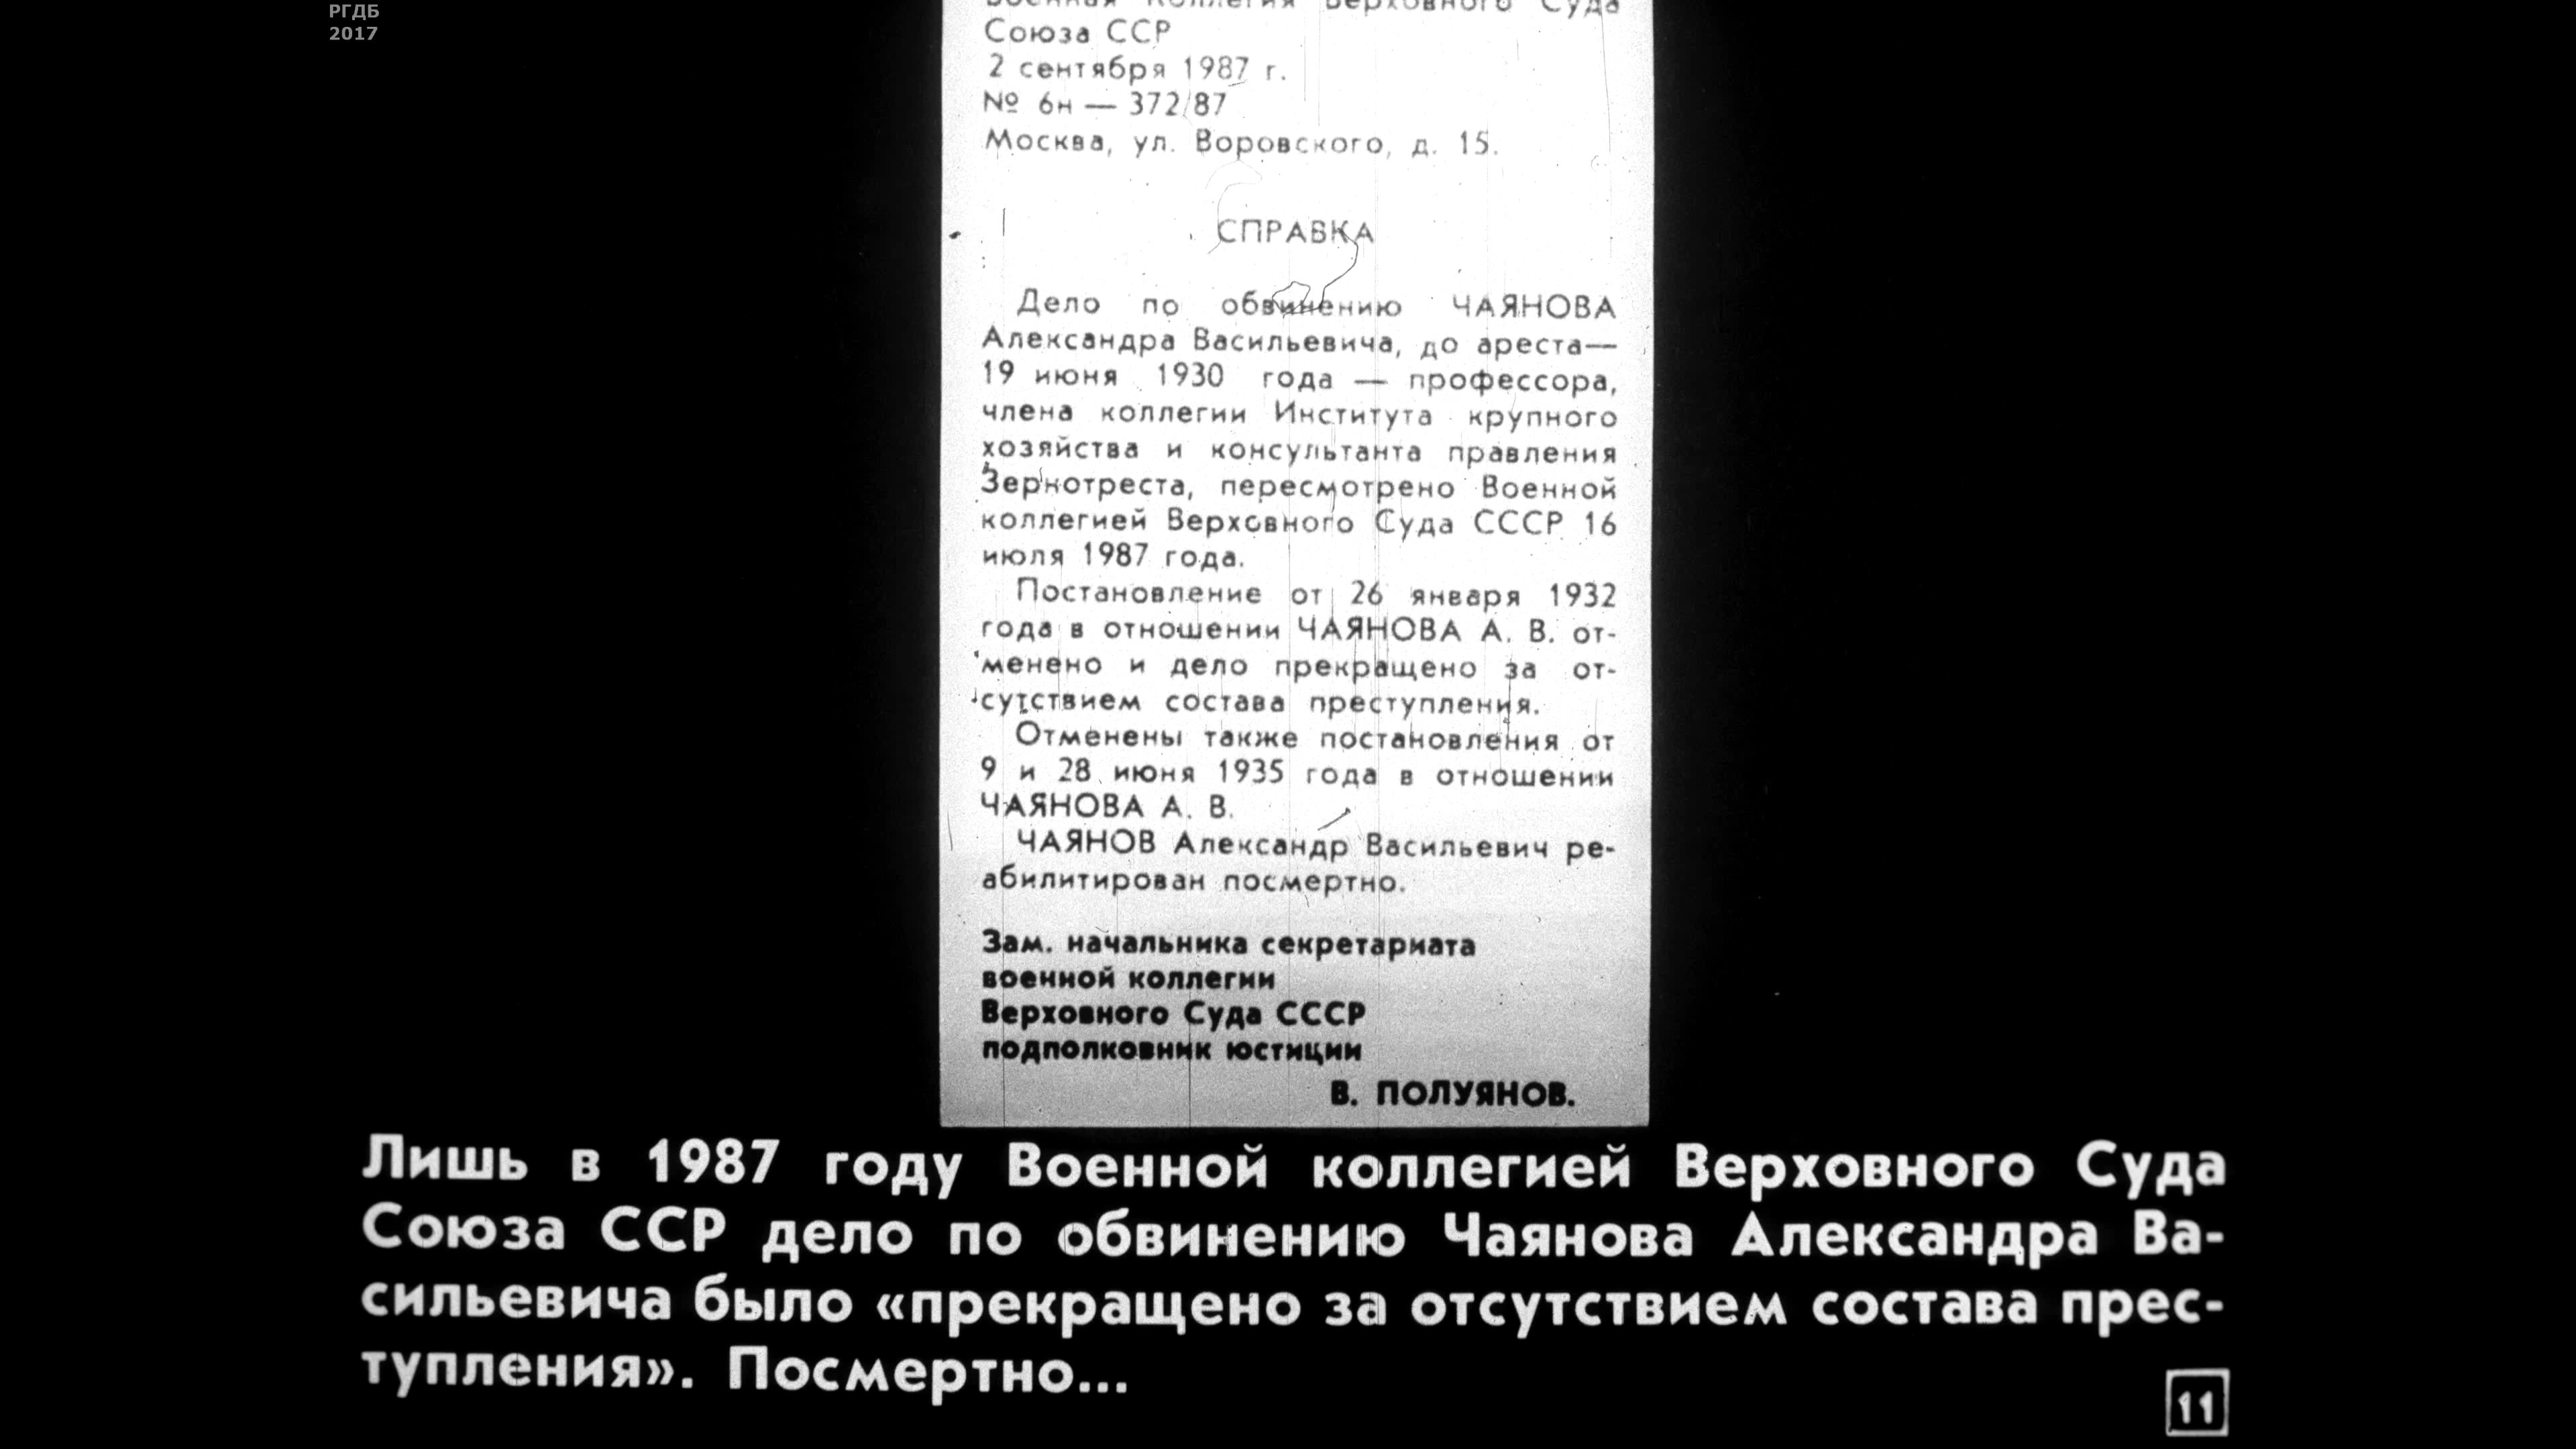 РГДБ
2017
Военная Коллегия Верховного Суда
Союза ССР
2 сентября 1987 г.
№ 6н — 372/87
Москва, ул. Воровского, д. 15.
СПРАВКА
Дело по обвинению ЧАЯНОВА
Александра Васильевича, до ареста—
19 июня 1930 года — профессора,
члена коллегии Института крупного
хозяйства и консультанта правления
Зернотреста, пересмотрено Военной
коллегией Верховного Суда СССР 16
июля 1987 года.
Постановление от 26 января 1932
года в отношении ЧАЯНОВА А. В. от-
менено и дело прекращено за от-
сутствием состава преступления.
Отменены также постановления от
9 и 28 июня 1935 года в отношении
ЧАЯНОВА А. В.
ЧАЯНОВ Александр Васильевич ре-
абилитирован посмертно.
Зам. начальника секретариата
военной коллегии
Верховного Суда СССР
подполковник юстиции
В. ПОЛУЯНОВ.
Лишь в 1987 году Военной коллегией Верховного Суда
Союза ССР дело по обвинению Чаянова Александра Ва-
сильевича было «прекращено за отсутствием состава прес-
тупления». Посмертно...
11